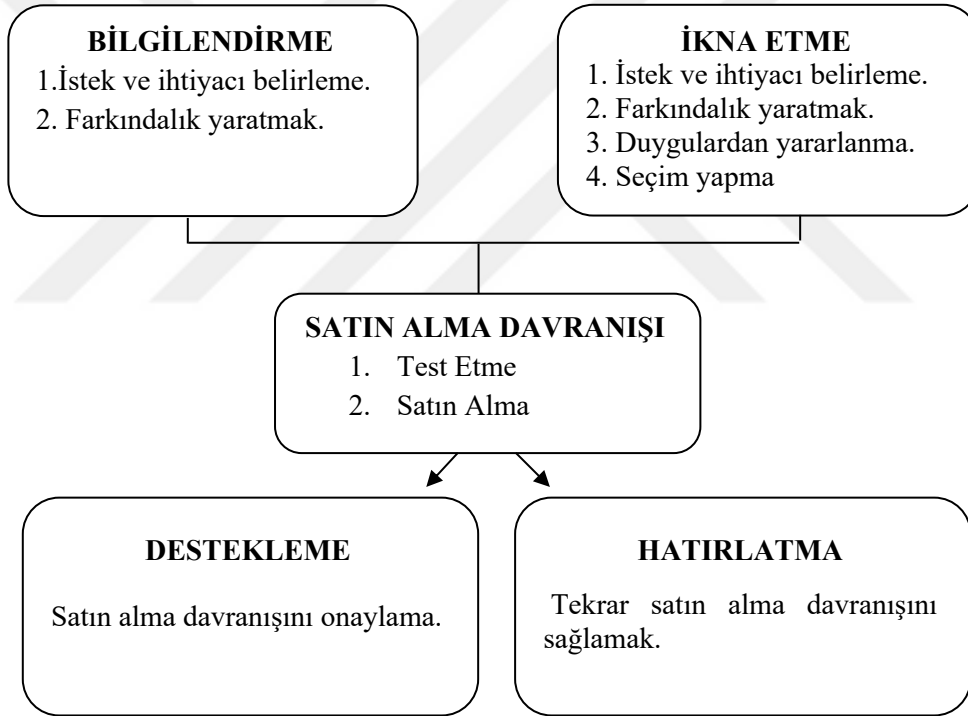 BİLGİLENDİRME
1.İstek ve ihtiyacı belirleme.
2. Farkındalık yaratmak.
İKNA ETME
1. İstek ve ihtiyacı belirleme.
2. Farkındalık yaratmak.
3. Duygulardan yararlanma.
4. Seçim yapma
SATIN ALMA DAVRANIŞI
1. Test Etme
2. Satın Alma
DESTEKLEME
Satın alma davranışını onaylama.
HATIRLATMA
Tekrar satın alma davranışını
sağlamak.